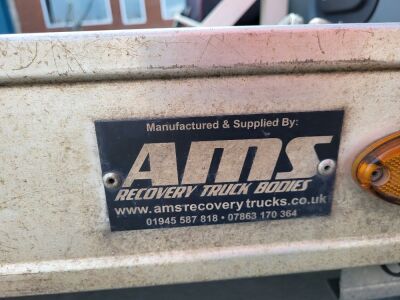 Manufactured & Supplied By:
AMS
RECOVERY TRUCK BODIES
www.amsrecoverytrucks.co.uk
01945 587 818 • 07863 170 364